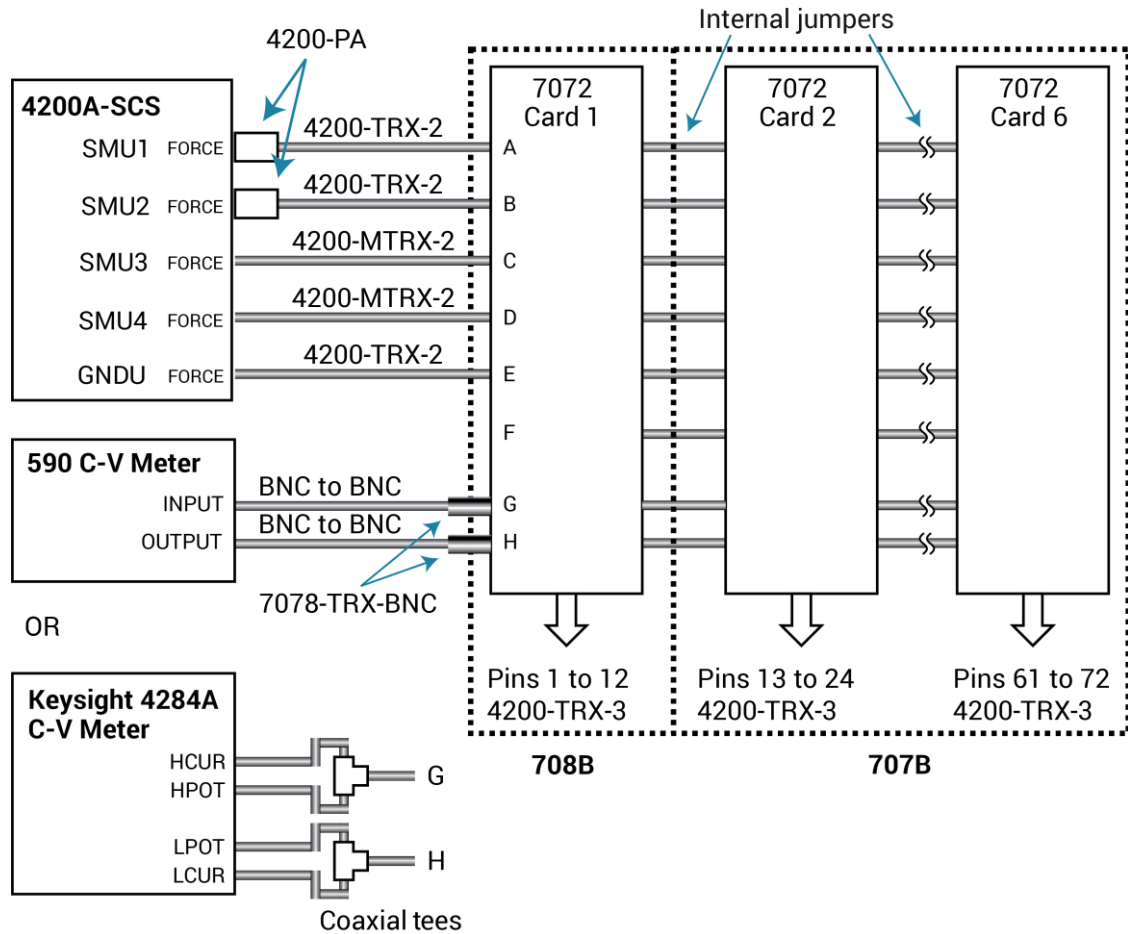 Internal jumpers
4200-PA
4200A-SCS
SMU1 FORCE
SMU2 FORCE
SMU3 FORCE
SMU4 FORCE
GNDU FORCE
4200-TRX-2
4200-TRX-2
4200-MTRX-2
4200-MTRX-2
4200-TRX-2
7072
Card 1
A
B
C
D
E
F
G
H
7072
Card 2
7072
Card 6
590 C-V Meter
INPUT
OUTPUT
BNC to BNC
BNC to BNC
7078-TRX-BNC
OR
Pins 1 to 12
4200-TRX-3
Pins 13 to 24
4200-TRX-3
Pins 61 to 72
4200-TRX-3
708B
707B
Keysight 4284A
C-V Meter
HCUR
HPOT
LPOT
LCUR
G
H
Coaxial tees